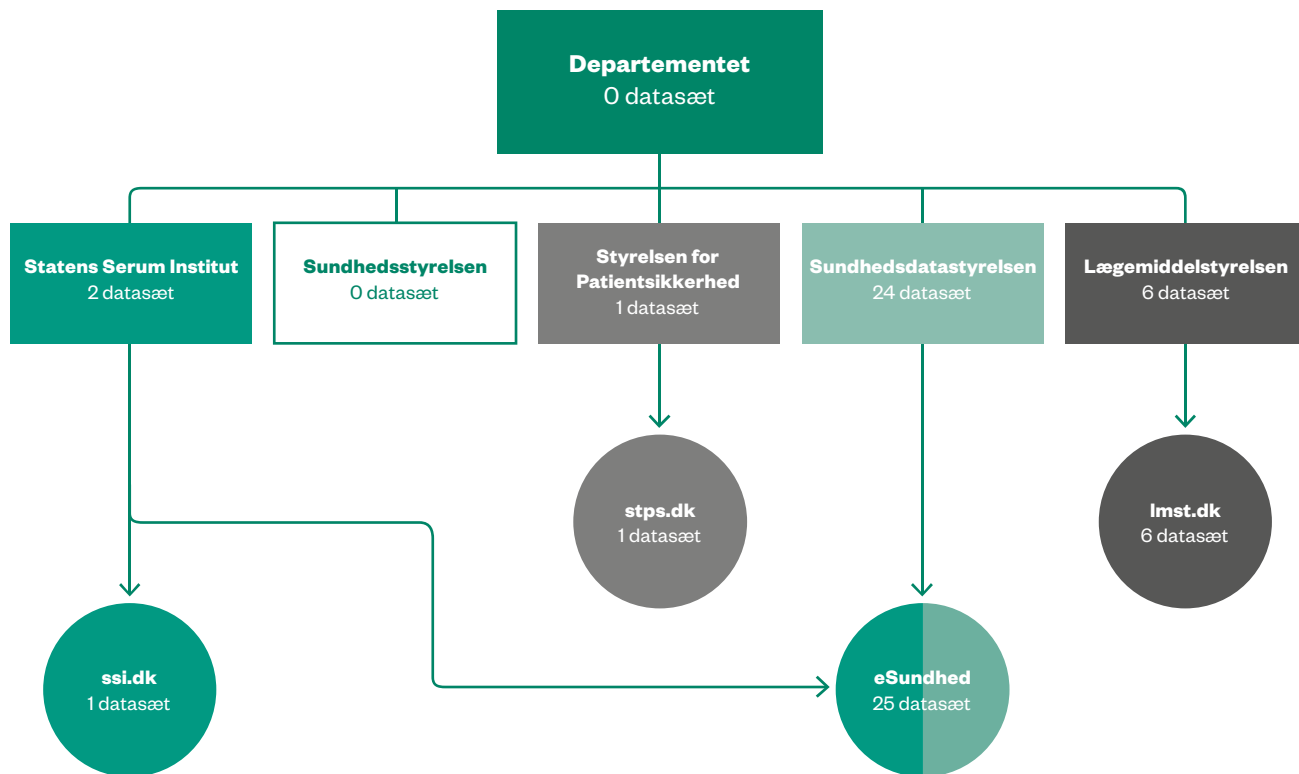 Departementet
0 datasæt
Statens Serum Institut
2 datasæt
Sundhedsstyrelsen
0 datasæt
Styrelsen for
Patientsikkerhed
1 datasæt
Sundhedsdatastyrelsen
24 datasæt
Lægemiddelstyrelsen
6 datasæt
stps.dk
1 datasæt
lmst.dk
6 datasæt
ssi.dk
1 datasæt
eSundhed
25 datasæt